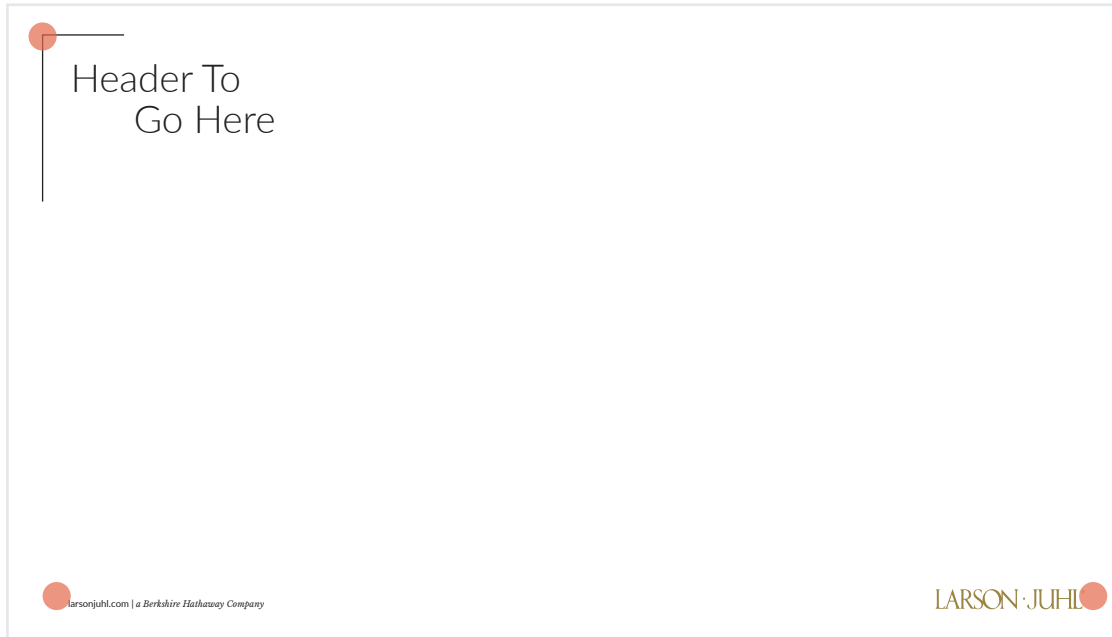 Header To
Go Here
larsonjuhl.com | a Berkshire Hathaway Company
LARSON·JUHL